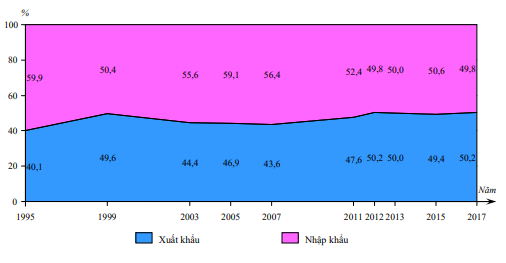 %
100
80
60
40
20
0
59,9 50,4 55,6 59,1 56,4 52,4 49,8 50,0 50,6 49,8
40,1 49,6 44,4 46,9 43,6 47,6 50,2 50,0 49,4 50,2
Năm
1995 1999 2003 2005 2007 2011 2012 2013 2015 2017
Xuất khẩu Nhập khẩu